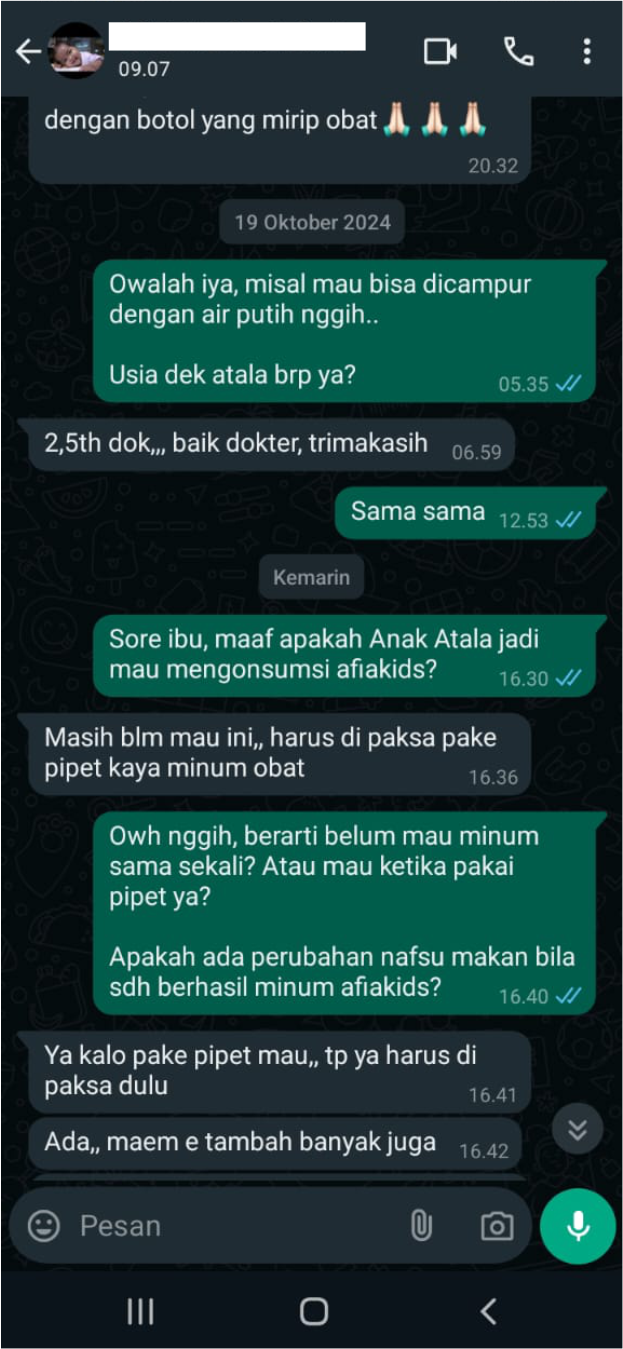 09.07
dengan botol yang mirip obat 🙏🏻 🙏🏻 🙏🏻
20.32
19 Oktober 2024
Owalah iya, misal mau bisa dicampur
dengan air putih nggih..
Usia dek atala brp ya?
05.35
2,5th dok,,, baik dokter, trimakasih
06.59
Sama sama
12.53
Kemarin
Sore ibu, maaf apakah Anak Atala jadi
mau mengonsumsi afiakids?
16.30
Masih blm mau ini,, harus di paksa pake
pipet kaya minum obat
16.36
Owh nggih, berarti belum mau minum
sama sekali? Atau mau ketika pakai
pipet ya?
Apakah ada perubahan nafsu makan bila
sdh berhasil minum afiakids?
16.40
Ya kalo pake pipet mau,, tp ya harus di
paksa dulu
16.41
Ada,, maem e tambah banyak juga
16.42
Pesan